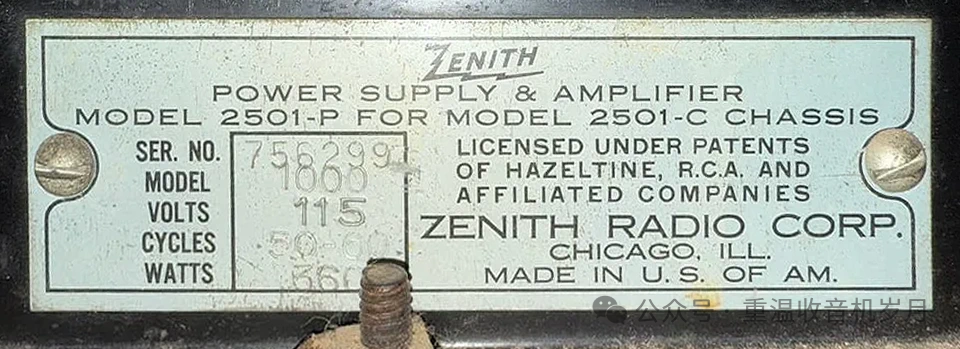 ZENITH
POWER SUPPLY & AMPLIFIER
MODEL 2501-P FOR MODEL 2501-C CHASSIS
SER. NO. 756299
MODEL 1000
VOLTS 115
CYCLES 50-60
WATTS
LICENSED UNDER PATENTS
OF HAZELTINE, R.C.A. AND
AFFILIATED COMPANIES
ZENITH RADIO CORP.
CHICAGO, ILL.
MADE IN U.S. OF AM.
公众号 · 重温收音机岁月